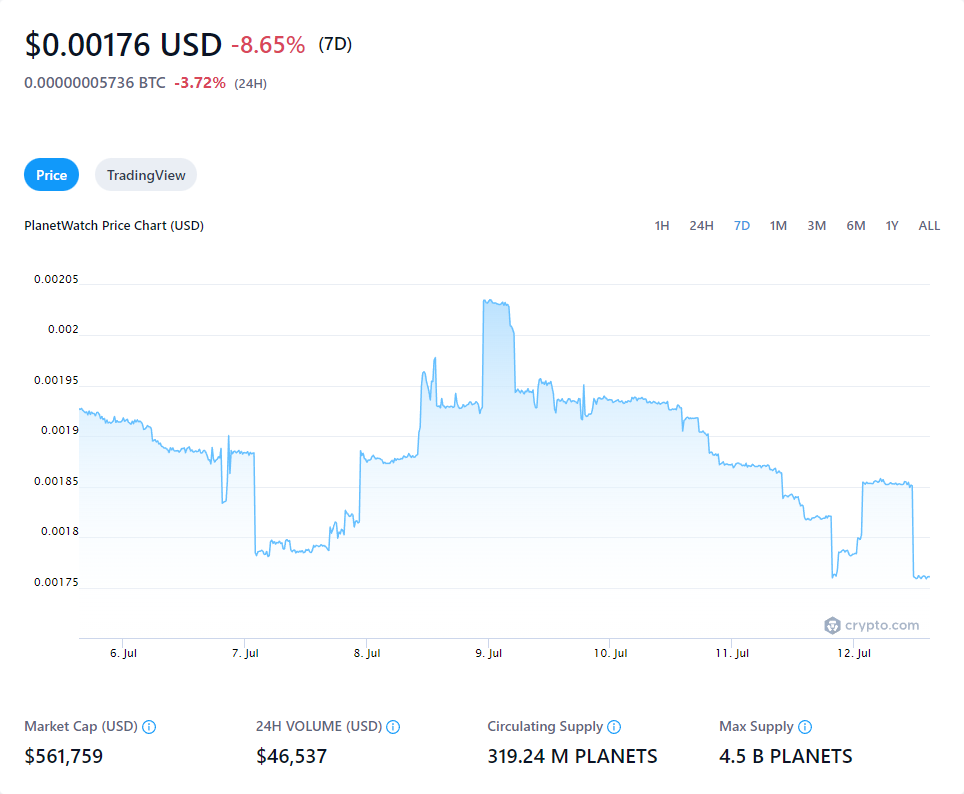 $0.00176 USD -8.65% (7D)
0.00000005736 BTC -3.72% (24H)
Price TradingView
PlanetWatch Price Chart (USD) 1H 24H 7D 1M 3M 6M 1Y ALL
0.00205
0.002
0.00195
0.0019
0.00185
0.0018
0.00175
crypto.com
6. Jul 7. Jul 8. Jul 9. Jul 10. Jul 11. Jul 12. Jul
Market Cap (USD) 24H VOLUME (USD) Circulating Supply Max Supply
$561,759 $46,537 319.24 M PLANETS 4.5 B PLANETS